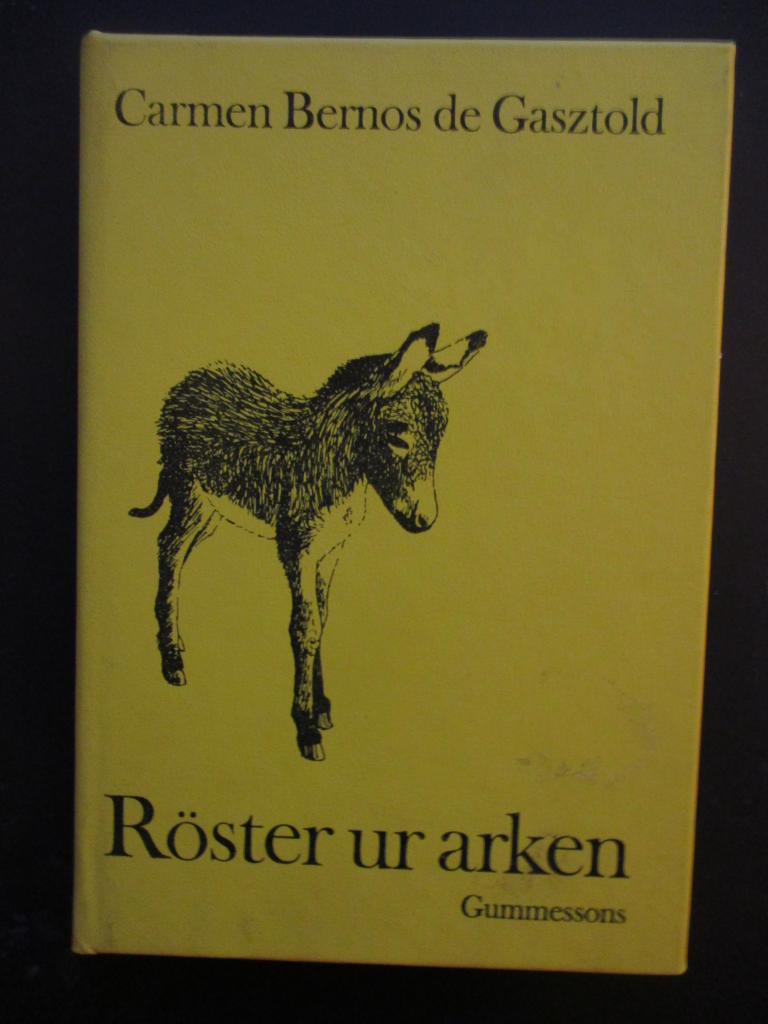 Carmen Bernos de Gasztold
Röster ur arken
Gummessons